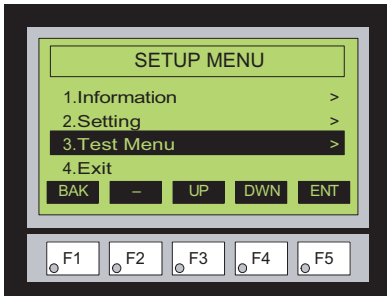 SETUP MENU
1.Information >
2.Setting >
3.Test Menu >
4.Exit
BAK – UP DWN ENT
F1 F2 F3 F4 F5